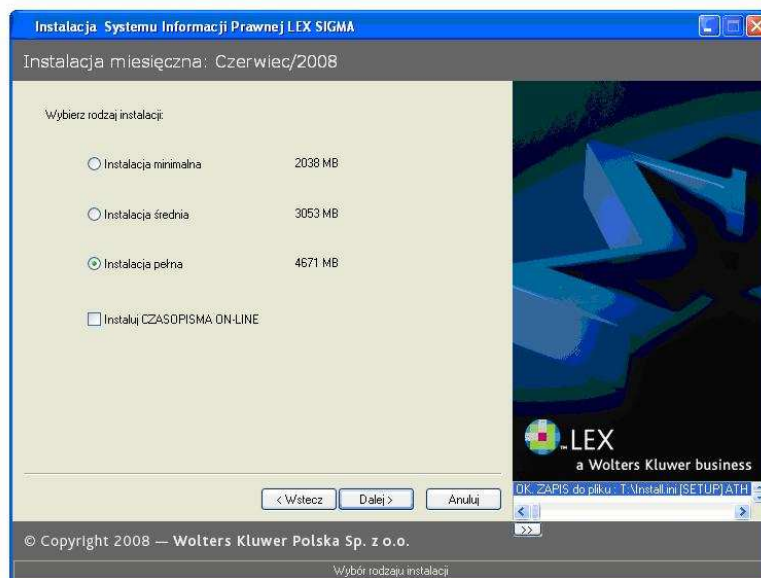 Instalacja Systemu Informacji Prawnej LEX SIGMA
Instalacja miesięczna: Czerwiec/2008
Wybierz rodzaj instalacji:
Instalacja minimalna 2038 MB
Instalacja średnia 3053 MB
Instalacja pełna 4671 MB
Instaluj CZASOPISMA ON-LINE
™ LEX
a Wolters Kluwer business
OK. ZAPIS do pliku : T:\Install.ini [SETUP] ATH
< Wstecz Dalej > Anuluj
>>
© Copyright 2008 — Wolters Kluwer Polska Sp. z o.o.
Wybór rodzaju instalacji